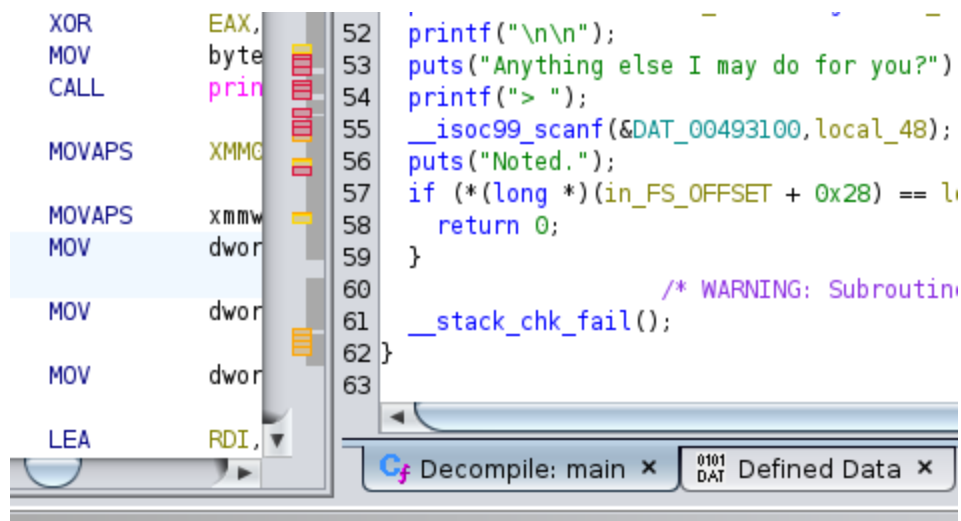 XOR EAX,
MOV byte
CALL prin
MOVAPS XMM0
MOVAPS xmmw
MOV dwor
MOV dwor
MOV dwor
LEA RDI,
52 printf("\n\n");
53 puts("Anything else I may do for you?")
54 printf("> ");
55 __isoc99_scanf(&DAT_00493100,local_48);
56 puts("Noted.");
57 if (*(long *)(in_FS_OFFSET + 0x28) == lo
58 return 0;
59 }
60 /* WARNING: Subroutine
61 __stack_chk_fail();
62 }
63
Cf Decompile: main ×
0101 DAT Defined Data ×